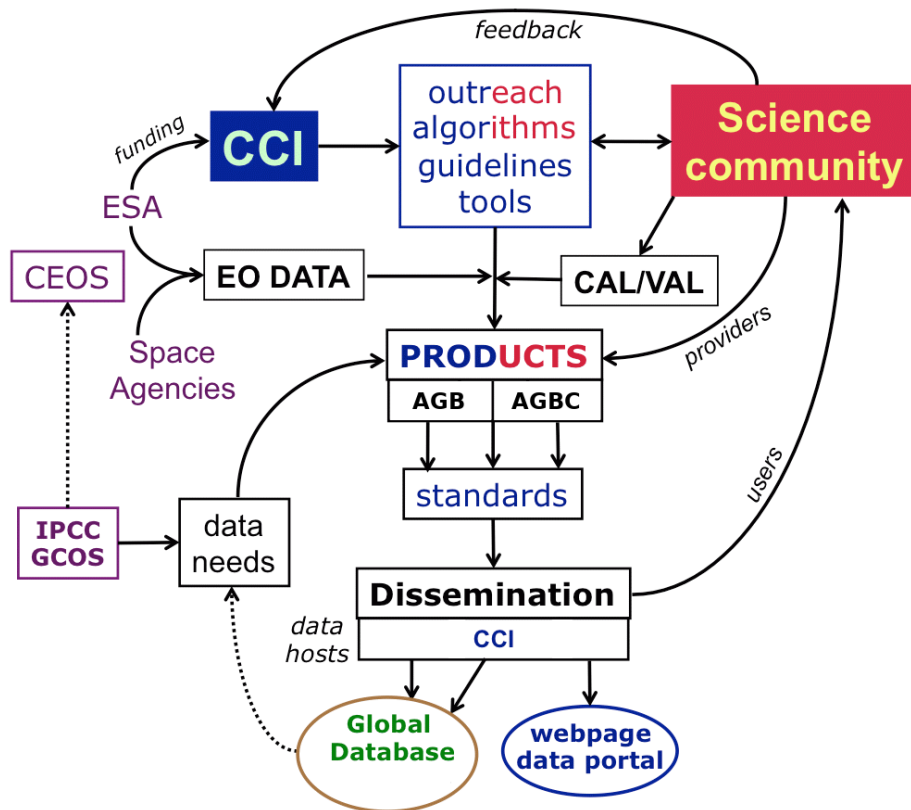 feedback
funding
CCI
outreach
algorithms
guidelines
tools
Science
community
ESA
CEOS
EO DATA
CAL/VAL
Space
Agencies
providers
PRODUCTS
AGB
AGBC
users
standards
IPCC
GCOS
data
needs
Dissemination
data
hosts
CCI
Global
Database
webpage
data portal